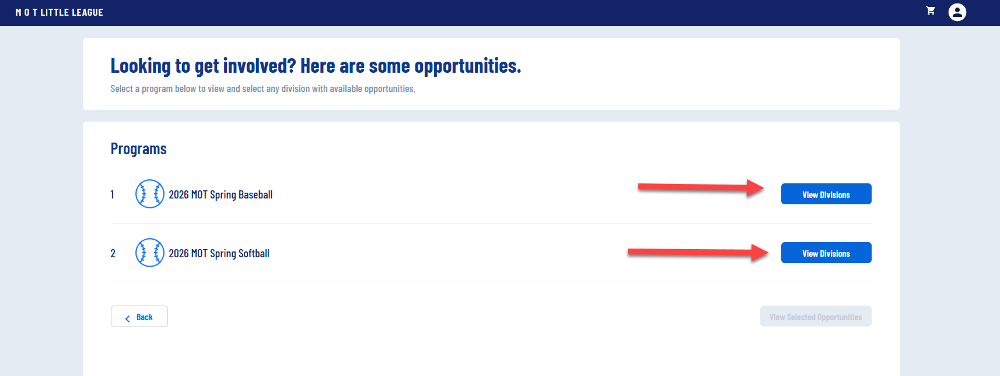 M O T LITTLE LEAGUE
Looking to get involved? Here are some opportunities.
Select a program below to view and select any division with available opportunities.
Programs
1 2026 MOT Spring Baseball View Divisions
2 2026 MOT Spring Softball View Divisions
Back View Selected Opportunities